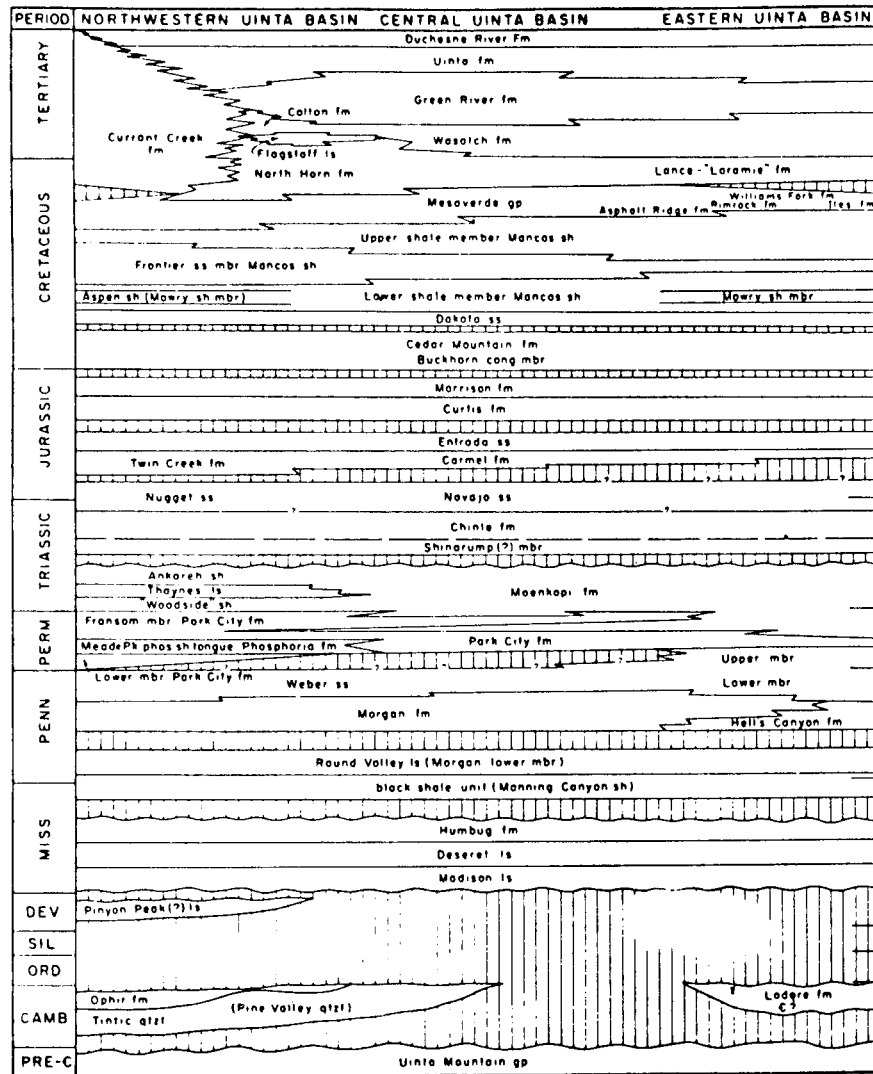 PERIOD NORTHWESTERN UINTA BASIN CENTRAL UINTA BASIN EASTERN UINTA BASIN
TERTIARY
Duchesne River Fm
Uinta fm
Green River fm
Colton fm
Currant Creek fm
Wasatch fm
Flagstaff ls
North Horn fm
Lance-"Laramie" fm
CRETACEOUS
Mesaverde gp
Williams Fork fm
Asphalt Ridge fm
Rimrock fm
Iles fm
Upper shale member Mancos sh
Frontier ss mbr Mancos sh
Aspen sh (Mowry sh mbr)
Lower shale member Mancos sh
Mowry sh mbr
Dakota ss
Cedar Mountain fm
Buckhorn cong mbr
JURASSIC
Morrison fm
Curtis fm
Entrada ss
Twin Creek fm
Carmel fm
? ? ? ?
Nugget ss
Navajo ss
? ?
TRIASSIC
Chinle fm
Shinarump (?) mbr
Ankareh sh
Thaynes ls
"Woodside" sh
Moenkopi fm
PERM
Franson mbr Park City fm
Meade Pk phos sh tongue Phosphoria fm
Park City fm
Upper mbr
Lower mbr Park City fm
? ? ?
PENN
Weber ss
Lower mbr
Morgan fm
Hell's Canyon fm
Round Valley ls (Morgan lower mbr)
MISS
black shale unit (Manning Canyon sh)
Humbug fm
Deseret ls
Madison ls
DEV
Pinyon Peak (?) ls
SIL
ORD
CAMB
Ophir fm
(Pine Valley qtzt)
Tintic qtzt
Lodore fm
Є?
PRE-Є
Uinta Mountain gp